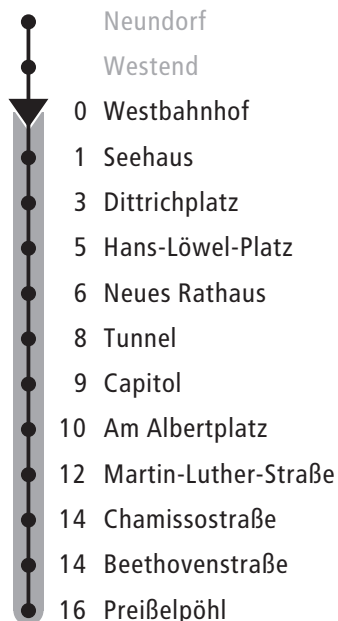 Neundorf
Westend
0 Westbahnhof
1 Seehaus
3 Dittrichplatz
5 Hans-Löwel-Platz
6 Neues Rathaus
8 Tunnel
9 Capitol
10 Am Albertplatz
12 Martin-Luther-Straße
14 Chamissostraße
14 Beethovenstraße
16 Preißelpöhl